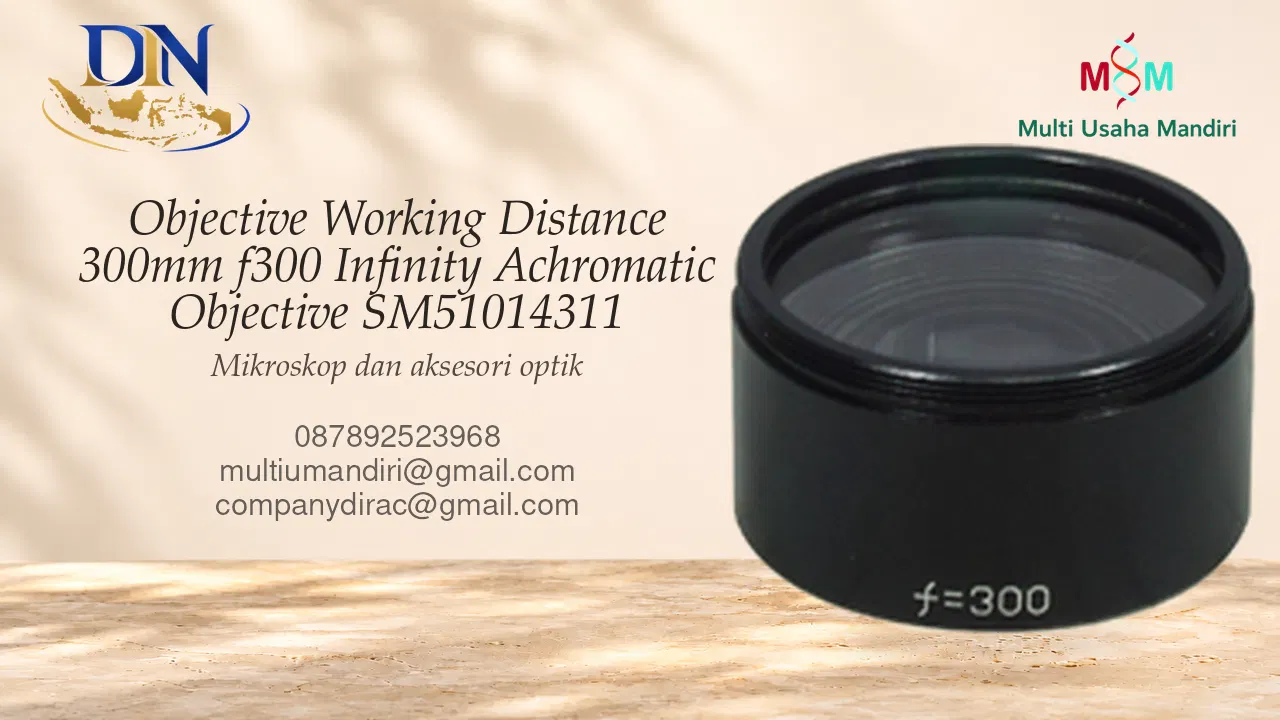 DIN
M M
Multi Usaha Mandiri
Objective Working Distance
300mm f300 Infinity Achromatic
Objective SM51014311
Mikroskop dan aksesori optik
087892523968
multiumandiri@gmail.com
companydirac@gmail.com
f=300